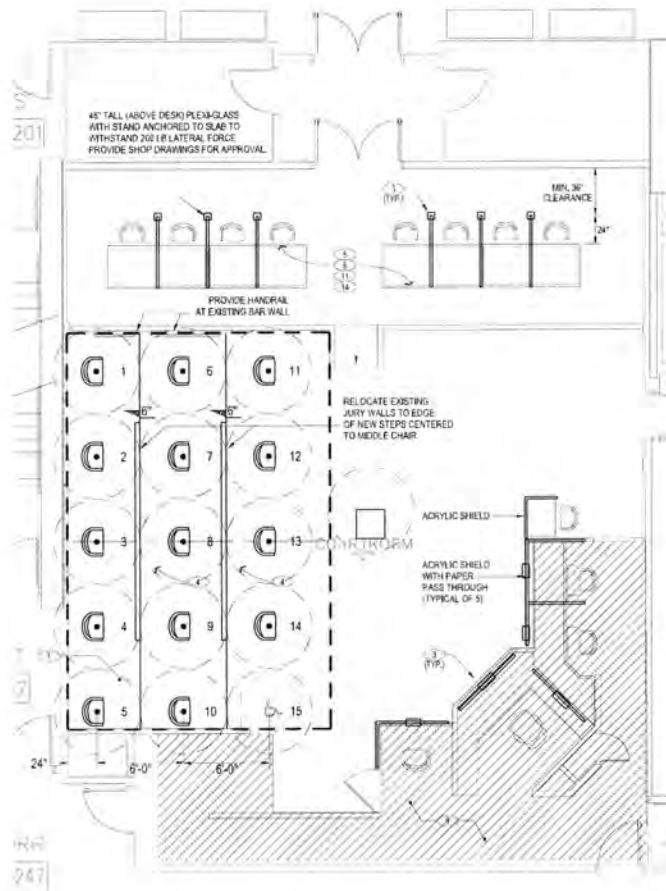 S
201
48" TALL (ABOVE DESK) PLEXI-GLASS
WITH STAND ANCHORED TO SLAB TO
WITHSTAND 200 LB LATERAL FORCE
PROVIDE SHOP DRAWINGS FOR APPROVAL.
3
(TYP.)
MIN. 36"
CLEARANCE
24"
5
11
14
PROVIDE HANDRAIL
AT EXISTING BAR WALL
1
6
11
6"
6"
RELOCATE EXISTING
JURY WALLS TO EDGE
OF NEW STEPS CENTERED
TO MIDDLE CHAIR
2
7
12
ACRYLIC SHIELD
3
8
13
COURTROOM
ACRYLIC SHIELD
WITH PAPER
PASS THROUGH
(TYPICAL OF 5)
4
4
4
9
14
3
(TYP.)
5
10
15
24"
6'-0"
6'-0"
247